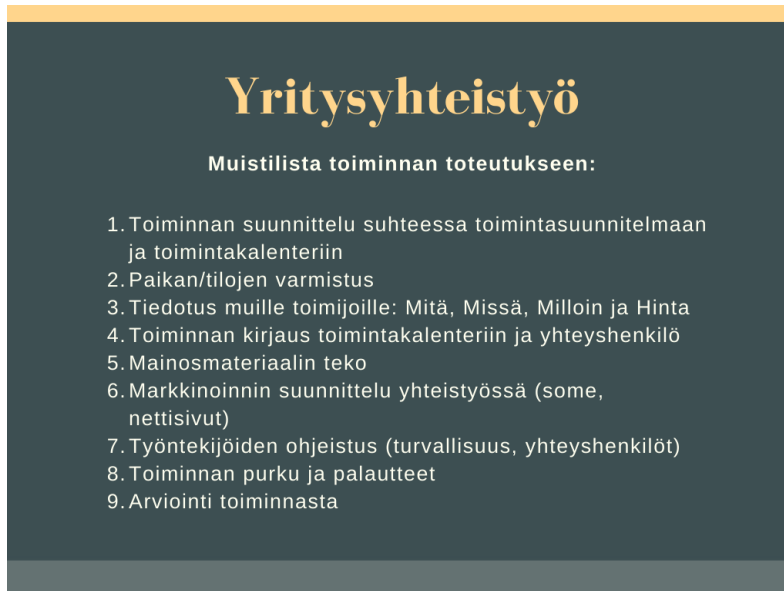 Yritysyhteistyö
Muistilista toiminnan toteutukseen:
1. Toiminnan suunnittelu suhteessa toimintasuunnitelmaan
ja toimintakalenteriin
2. Paikan/tilojen varmistus
3. Tiedotus muille toimijoille: Mitä, Missä, Milloin ja Hinta
4. Toiminnan kirjaus toimintakalenteriin ja yhteyshenkilö
5. Mainosmateriaalin teko
6. Markkinoinnin suunnittelu yhteistyössä (some,
nettisivut)
7. Työntekijöiden ohjeistus (turvallisuus, yhteyshenkilöt)
8. Toiminnan purku ja palautteet
9. Arviointi toiminnasta